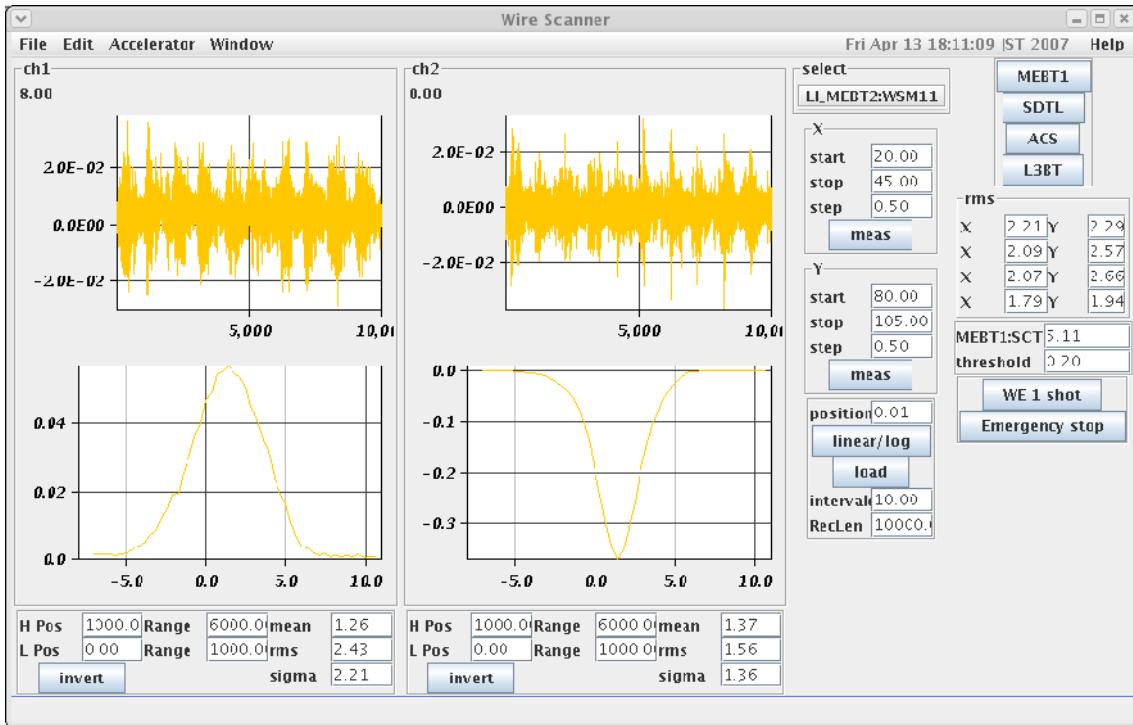 Wire Scanner
File Edit Accelerator Window Fri Apr 13 18:11:09 JST 2007 Help
ch1
8.00
2.0E-02
0.0E00
-2.0E-02
5,000 10,0
0.04
0.02
0.0
-5.0 0.0 5.0 10.0
H Pos 1000.0 Range 6000.0 mean 1.26
L Pos 0.00 Range 1000.0 rms 2.43
invert sigma 2.21
ch2
0.00
2.0E-02
0.0E00
-2.0E-02
5,000 10,0
0.0
-0.1
-0.2
-0.3
-5.0 0.0 5.0 10.0
H Pos 1000.0 Range 6000.0 mean 1.37
L Pos 0.00 Range 1000.0 rms 1.56
invert sigma 1.36
select
LI_MEBT2:WSM11
X
start 20.00
stop 45.00
step 0.50
meas
Y
start 80.00
stop 105.00
step 0.50
meas
position 0.01
linear/log
load
interval 10.00
RecLen 10000.
MEBT1
SDTL
ACS
L3BT
rms
X 2.21 Y 2.29
X 2.09 Y 2.57
X 2.07 Y 2.66
X 1.79 Y 1.94
MEBT1:SCT 5.11
threshold 0.20
WE 1 shot
Emergency stop